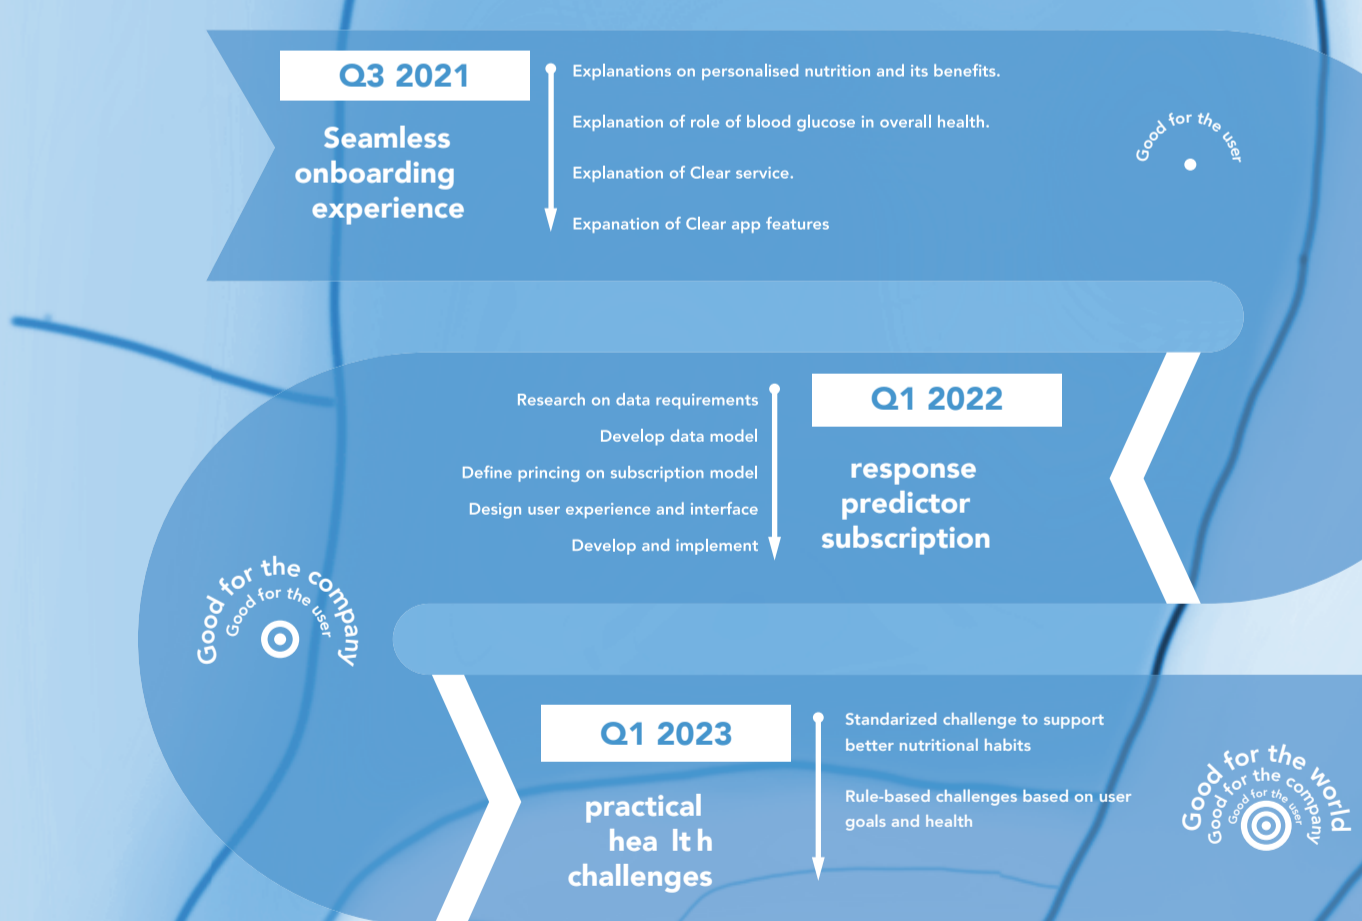 Q3 2021
Seamless
onboarding
experience
Explanations on personalised nutrition and its benefits.
Explanation of role of blood glucose in overall health.
Explanation of Clear service.
Expanation of Clear app features
Good for the user
Q1 2022
response
predictor
subscription
Research on data requirements
Develop data model
Define princing on subscription model
Design user experience and interface
Develop and implement
Good for the company
Good for the user
Q1 2023
practical
hea lt h
challenges
Standarized challenge to support
better nutritional habits
Rule-based challenges based on user
goals and health
Good for the world
Good for the company
Good for the user